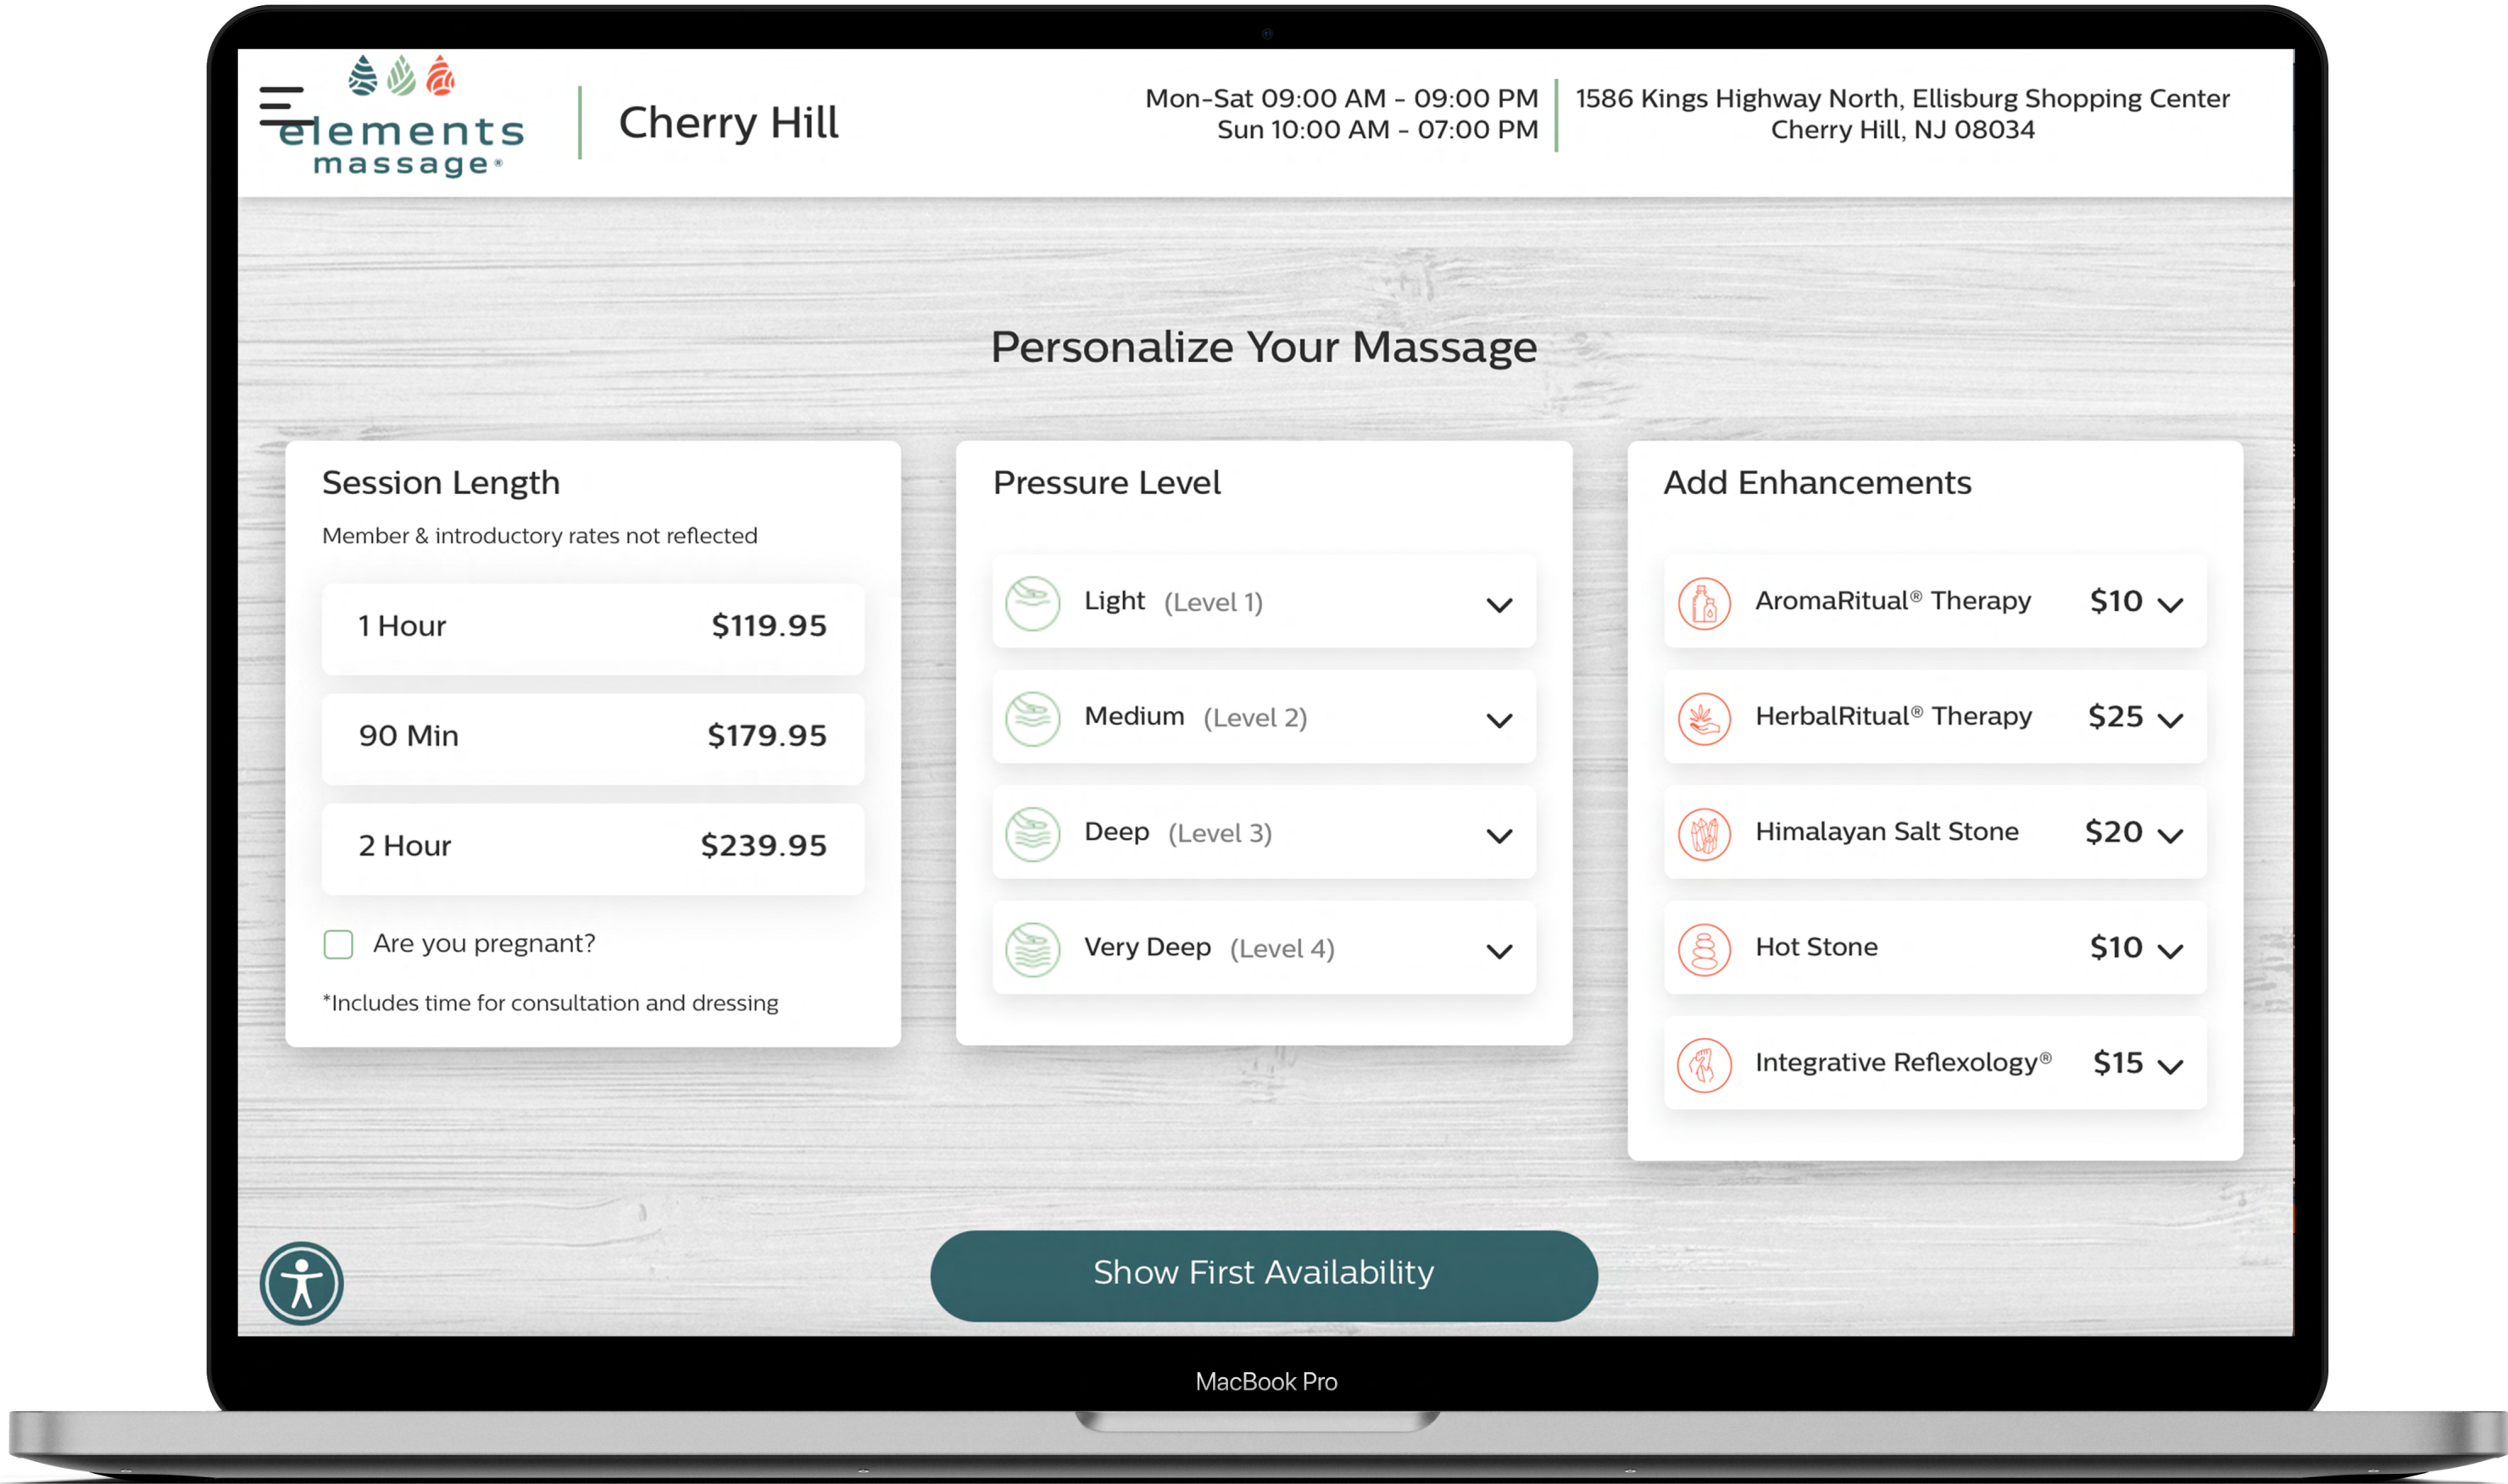 elements
massage®
Cherry Hill
Mon-Sat 09:00 AM - 09:00 PM
Sun 10:00 AM - 07:00 PM
1586 Kings Highway North, Ellisburg Shopping Center
Cherry Hill, NJ 08034
Personalize Your Massage
Session Length
Member & introductory rates not reflected
1 Hour $119.95
90 Min $179.95
2 Hour $239.95
Are you pregnant?
*Includes time for consultation and dressing
Pressure Level
Light (Level 1)
Medium (Level 2)
Deep (Level 3)
Very Deep (Level 4)
Add Enhancements
AromaRitual® Therapy $10
HerbalRitual® Therapy $25
Himalayan Salt Stone $20
Hot Stone $10
Integrative Reflexology® $15
Show First Availability
MacBook Pro